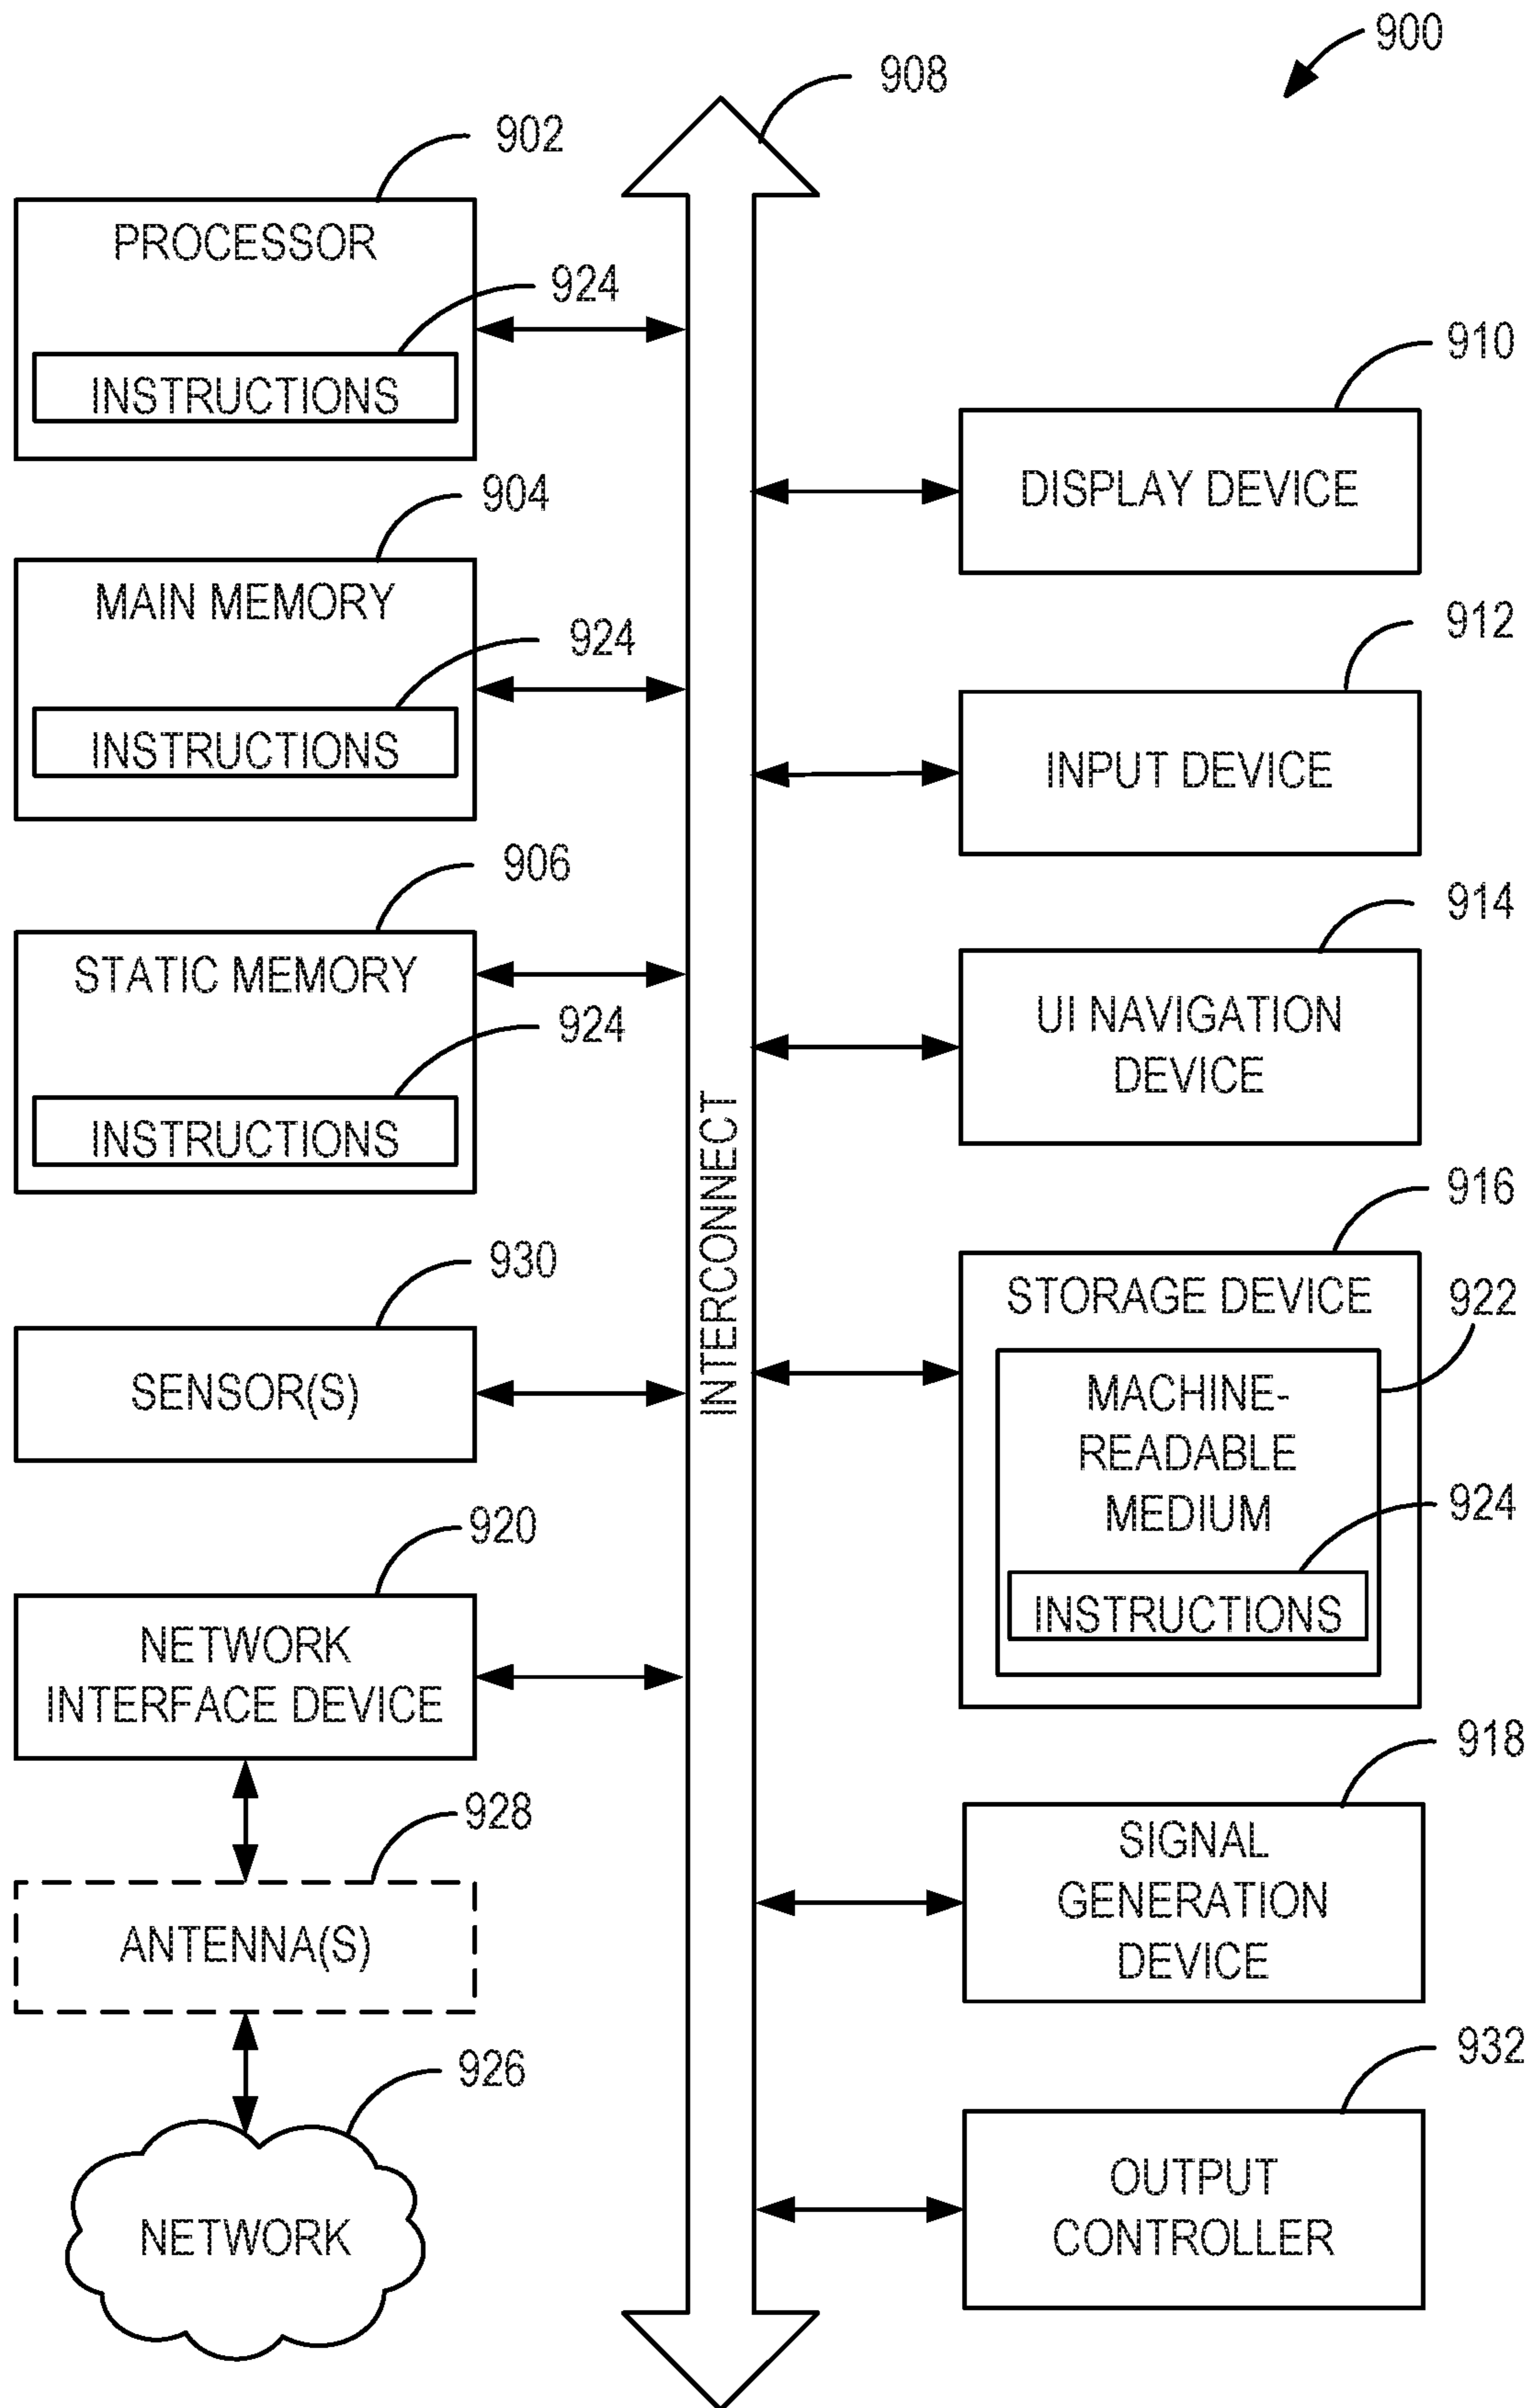 900
908
902
PROCESSOR
924
INSTRUCTIONS
904
MAIN MEMORY
924
INSTRUCTIONS
906
STATIC MEMORY
924
INSTRUCTIONS
930
SENSOR(S)
920
NETWORK
INTERFACE DEVICE
928
ANTENNA(S)
926
NETWORK
INTERCONNECT
910
DISPLAY DEVICE
912
INPUT DEVICE
914
UI NAVIGATION
DEVICE
916
STORAGE DEVICE
922
MACHINE-
READABLE
MEDIUM
924
INSTRUCTIONS
918
SIGNAL
GENERATION
DEVICE
932
OUTPUT
CONTROLLER